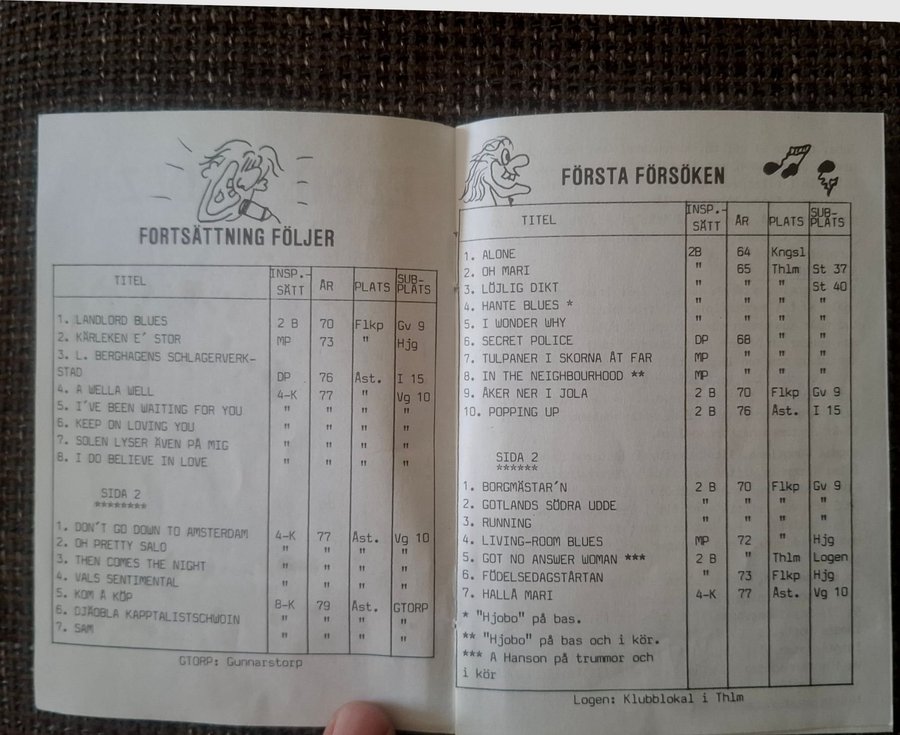 FORTSÄTTNING FÖLJER
TITEL INSP.-SÄTT ÅR PLATS SUB-PLATS
1. LANDLORD BLUES 2 B 70 Flkp Gv 9
2. KÄRLEKEN E´ STOR MP 73 " Hjg
3. L. BERGHAGENS SCHLAGERVERK-
STAD DP 76 Åst. I 15
4. A WELLA WELL 4-K 77 " Vg 10
5. I´VE BEEN WAITING FOR YOU " " " "
6. KEEP ON LOVING YOU " " " "
7. SOLEN LYSER ÄVEN PÅ MIG " " " "
8. I DO BELIEVE IN LOVE " " " "
SIDA 2
********
1. DON´T GO DOWN TO AMSTERDAM 4-K 77 Åst. Vg 10
2. OH PRETTY SALO " " " "
3. THEN COMES THE NIGHT " " " "
4. VALS SENTIMENTAL " " " "
5. KOM Å KÖP " " " "
6. DJÄOBLA KAPPTALISTSCHWOIN 8-K 79 Åst. GTORP
7. SAM " " " "
GTORP: Gunnarstorp
FÖRSTA FÖRSÖKEN
TITEL INSP.-SÄTT ÅR PLATS SUB-PLATS
1. ALONE 2B 64 Kngsl
2. OH MARI " 65 Thlm St 37
3. LÖJLIG DIKT " " " St 40
4. HANTE BLUES * " " " "
5. I WONDER WHY " " " "
6. SECRET POLICE DP 68 " "
7. TULPANER I SKORNA ÅT FAR MP " " "
8. IN THE NEIGHBOURHOOD ** MP " " "
9. ÅKER NER I JOLA 2 B 70 Flkp Gv 9
10. POPPING UP 2 B 76 Åst. I 15
SIDA 2
******
1. BORGMÄSTAR´N 2 B 70 Flkp Gv 9
2. GOTLANDS SÖDRA UDDE " " " "
3. RUNNING " " " "
4. LIVING-ROOM BLUES MP 72 " Hjg
5. GOT NO ANSWER WOMAN *** 2 B " Thlm Logen
6. FÖDELSEDAGSTÅRTAN " 73 Flkp Hjg
7. HALLÅ MARI 4-K 77 Åst. Vg 10
* "Hjobo" på bas.
** "Hjobo" på bas och i kör.
*** A Hanson på trummor och
i kör
Logen: Klubblokal i Thlm